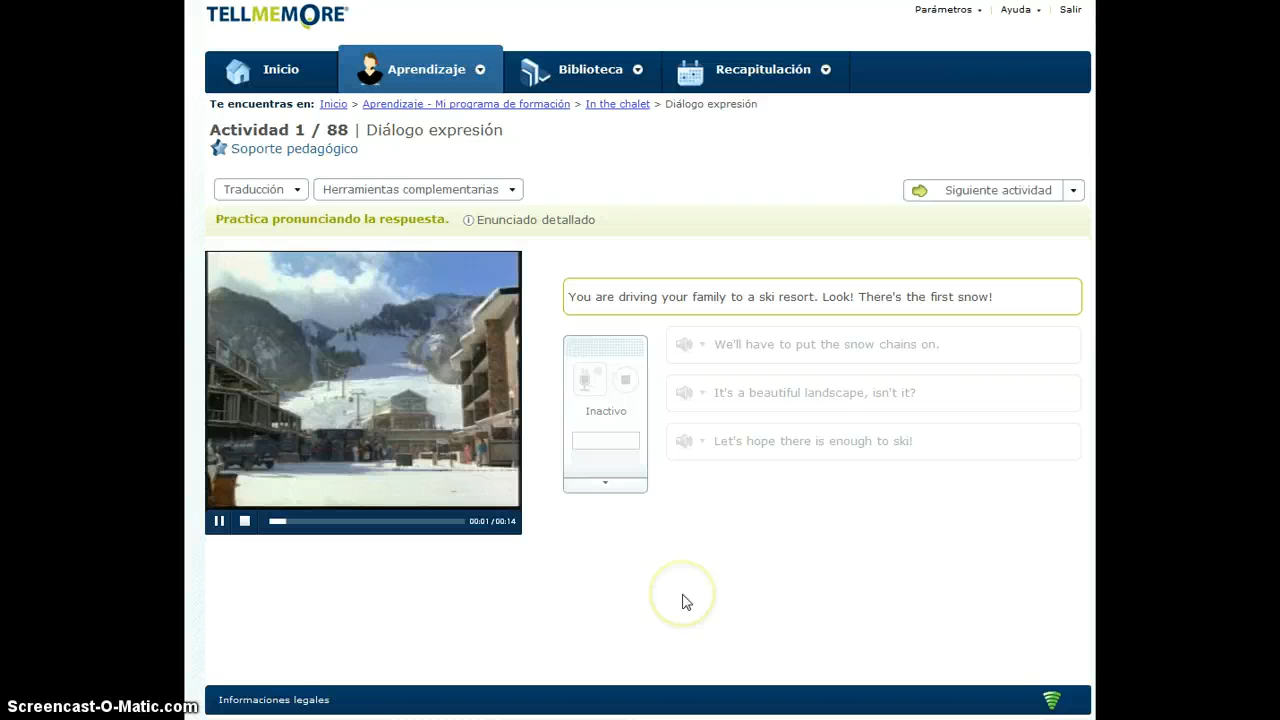 TELLMEMORE®
Parámetros
Ayuda
Salir
Inicio
Aprendizaje
Biblioteca
Recapitulación
Te encuentras en: Inicio > Aprendizaje - Mi programa de formación > In the chalet > Diálogo expresión
Actividad 1 / 88 | Diálogo expresión
Soporte pedagógico
Traducción
Herramientas complementarias
Siguiente actividad
Practica pronunciando la respuesta.
Enunciado detallado
You are driving your family to a ski resort. Look! There's the first snow!
We'll have to put the snow chains on.
It's a beautiful landscape, isn't it?
Let's hope there is enough to ski!
Inactivo
00:01 / 00:14
Informaciones legales
Screencast-O-Matic.com